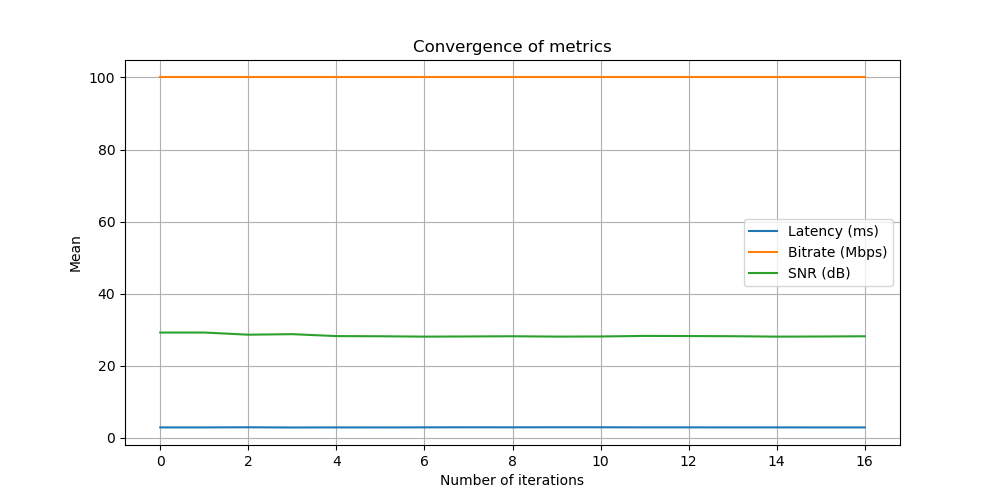 Convergence of metrics
100
80
60
40
20
0
Mean
Latency (ms)
Bitrate (Mbps)
SNR (dB)
0 2 4 6 8 10 12 14 16
Number of iterations